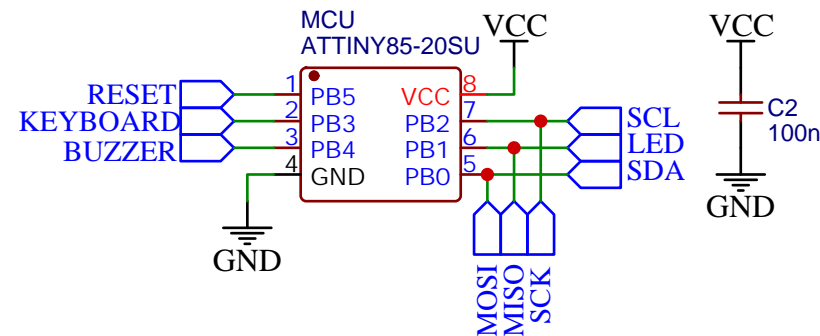 MCU
ATTINY85-20SU
VCC
VCC
RESET 1 PB5 VCC 8
KEYBOARD 2 PB3 PB2 7 SCL
BUZZER 3 PB4 PB1 6 LED
4 GND PB0 5 SDA
C2
100n
GND
GND
MOSI
MISO
SCK